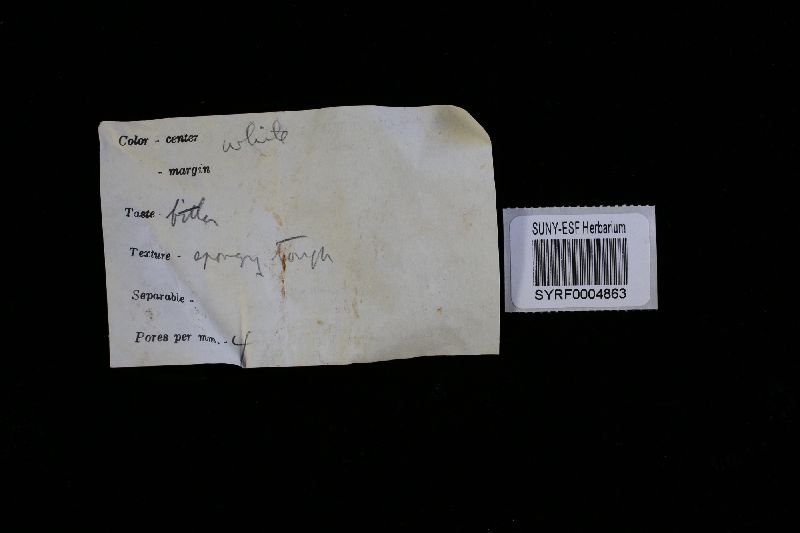 Color - center white
- margin
Taste - bitter
Texture - spongy tough
Separable -
Pores per mm. - 4
SUNY-ESF Herbarium
SYRF0004863